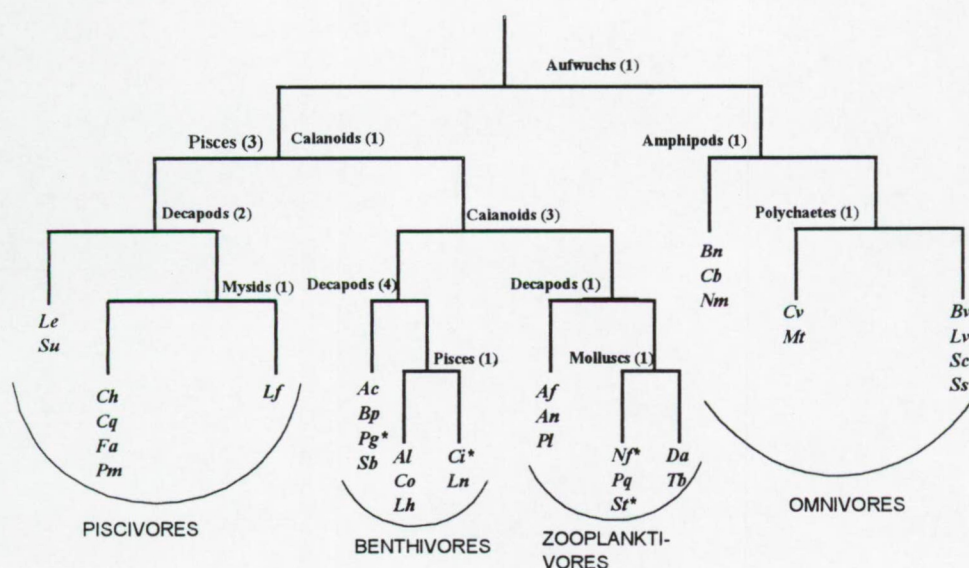 Aufwuchs (1)
Pisces (3)
Calanoids (1)
Amphipods (1)
Decapods (2)
Caianoids (3)
Polychaetes (1)
Mysids (1)
Decapods (4)
Decapods (1)
Pisces (1)
Molluscs (1)
Le
Su
Ch
Cq
Fa
Pm
Lf
Ac
Bp
Pg*
Sb
Al
Co
Lh
Ci*
Ln
Af
An
Pl
Nf*
Pq
St*
Da
Tb
Bn
Cb
Nm
Cv
Mt
Bv
Lv
Sc
Ss
PISCIVORES
BENTHIVORES
ZOOPLANKTI-
VORES
OMNIVORES